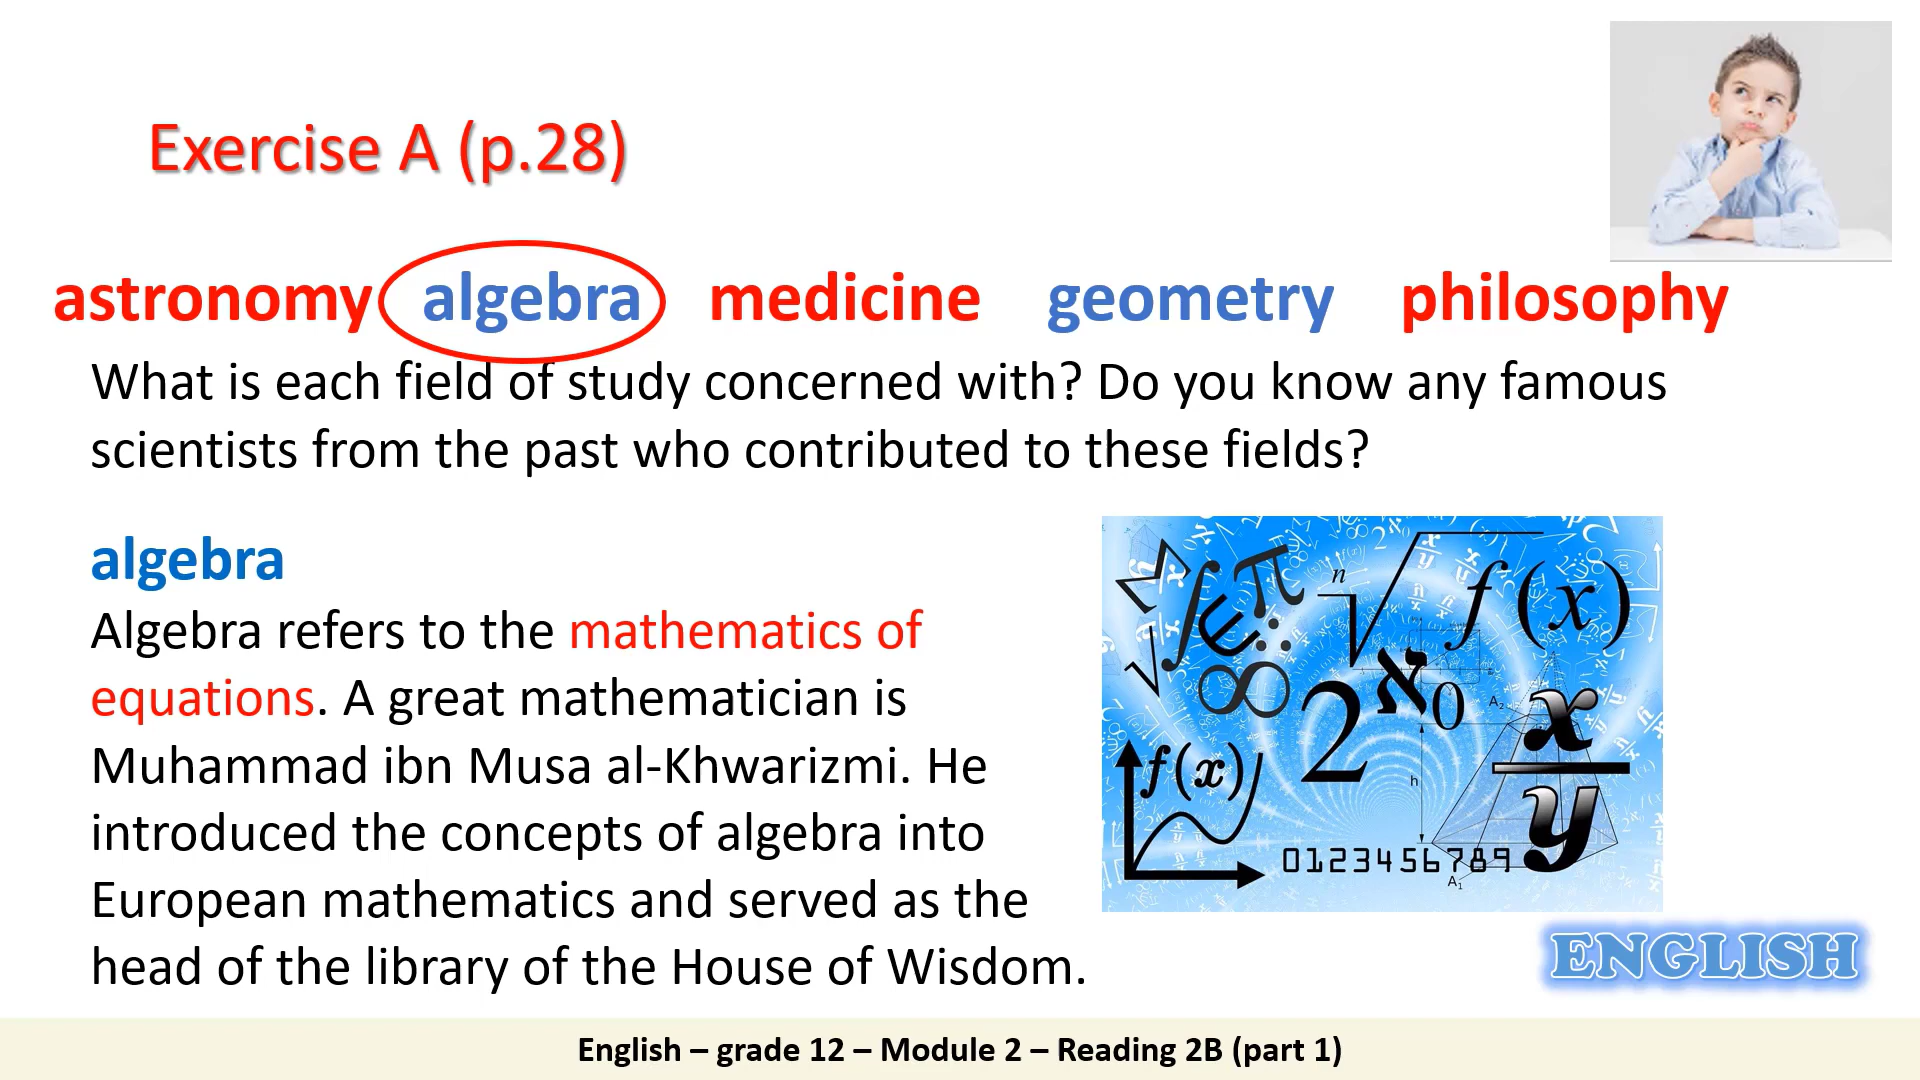 Exercise A (p.28)
astronomy algebra medicine geometry philosophy
What is each field of study concerned with? Do you know any famous
scientists from the past who contributed to these fields?
algebra
Algebra refers to the mathematics of
equations. A great mathematician is
Muhammad ibn Musa al-Khwarizmi. He
introduced the concepts of algebra into
European mathematics and served as the
head of the library of the House of Wisdom.
n
f(x)
π
∞
2ℵ0
A2
x
y
h
f(x)
0123456789
A1
ENGLISH
English – grade 12 – Module 2 – Reading 2B (part 1)